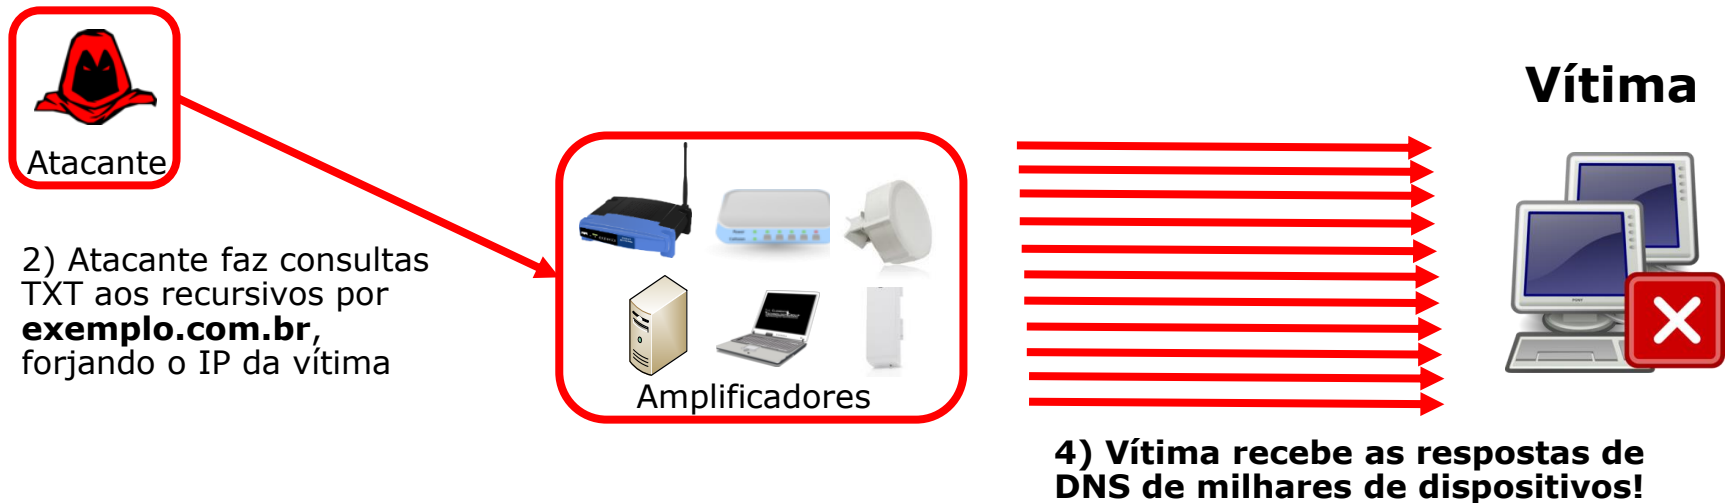 Vítima
Atacante
2) Atacante faz consultas
TXT aos recursivos por
exemplo.com.br,
forjando o IP da vítima
Amplificadores
4) Vítima recebe as respostas de
DNS de milhares de dispositivos!